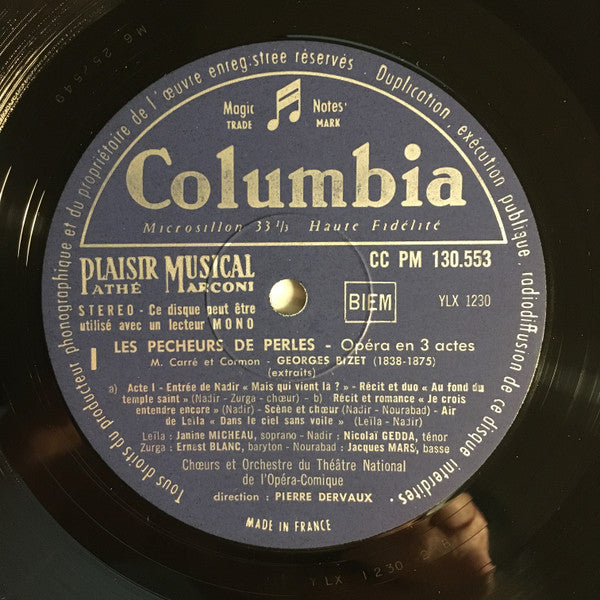 Tous droits du producteur phonographique et du propriétaire de l'œuvre enregistrée réservés. Duplication, exécution publique, radiodiffusion de ce disque interdites.
Magic Notes
TRADE MARK
Columbia
Microsillon 33 1/3 Haute Fidélité
PLAISIR MUSICAL
PATHÉ MARCONI
CC PM 130.553
STEREO - Ce disque peut être
utilisé avec un lecteur MONO
BIEM
YLX 1230
I
LES PECHEURS DE PERLES - Opéra en 3 actes
M. Carré et Cormon - GEORGES BIZET (1838-1875)
(extraits)
a) Acte I - Entrée de Nadir « Mais qui vient là ? » - Récit et duo « Au fond du
temple saint » (Nadir - Zurga - chœur) - b) Récit et romance « Je crois
entendre encore » (Nadir) - Scène et chœur (Nadir - Nourabad) - Air
de Leïla « Dans le ciel sans voile » (Leïla - Nadir)
Leïla : Janine MICHEAU, soprano - Nadir : Nicolaï GEDDA, ténor
Zurga : Ernest BLANC, baryton - Nourabad : Jacques MARS, basse
Chœurs et Orchestre du Théâtre National
de l'Opéra-Comique
direction : PIERRE DERVAUX
MADE IN FRANCE